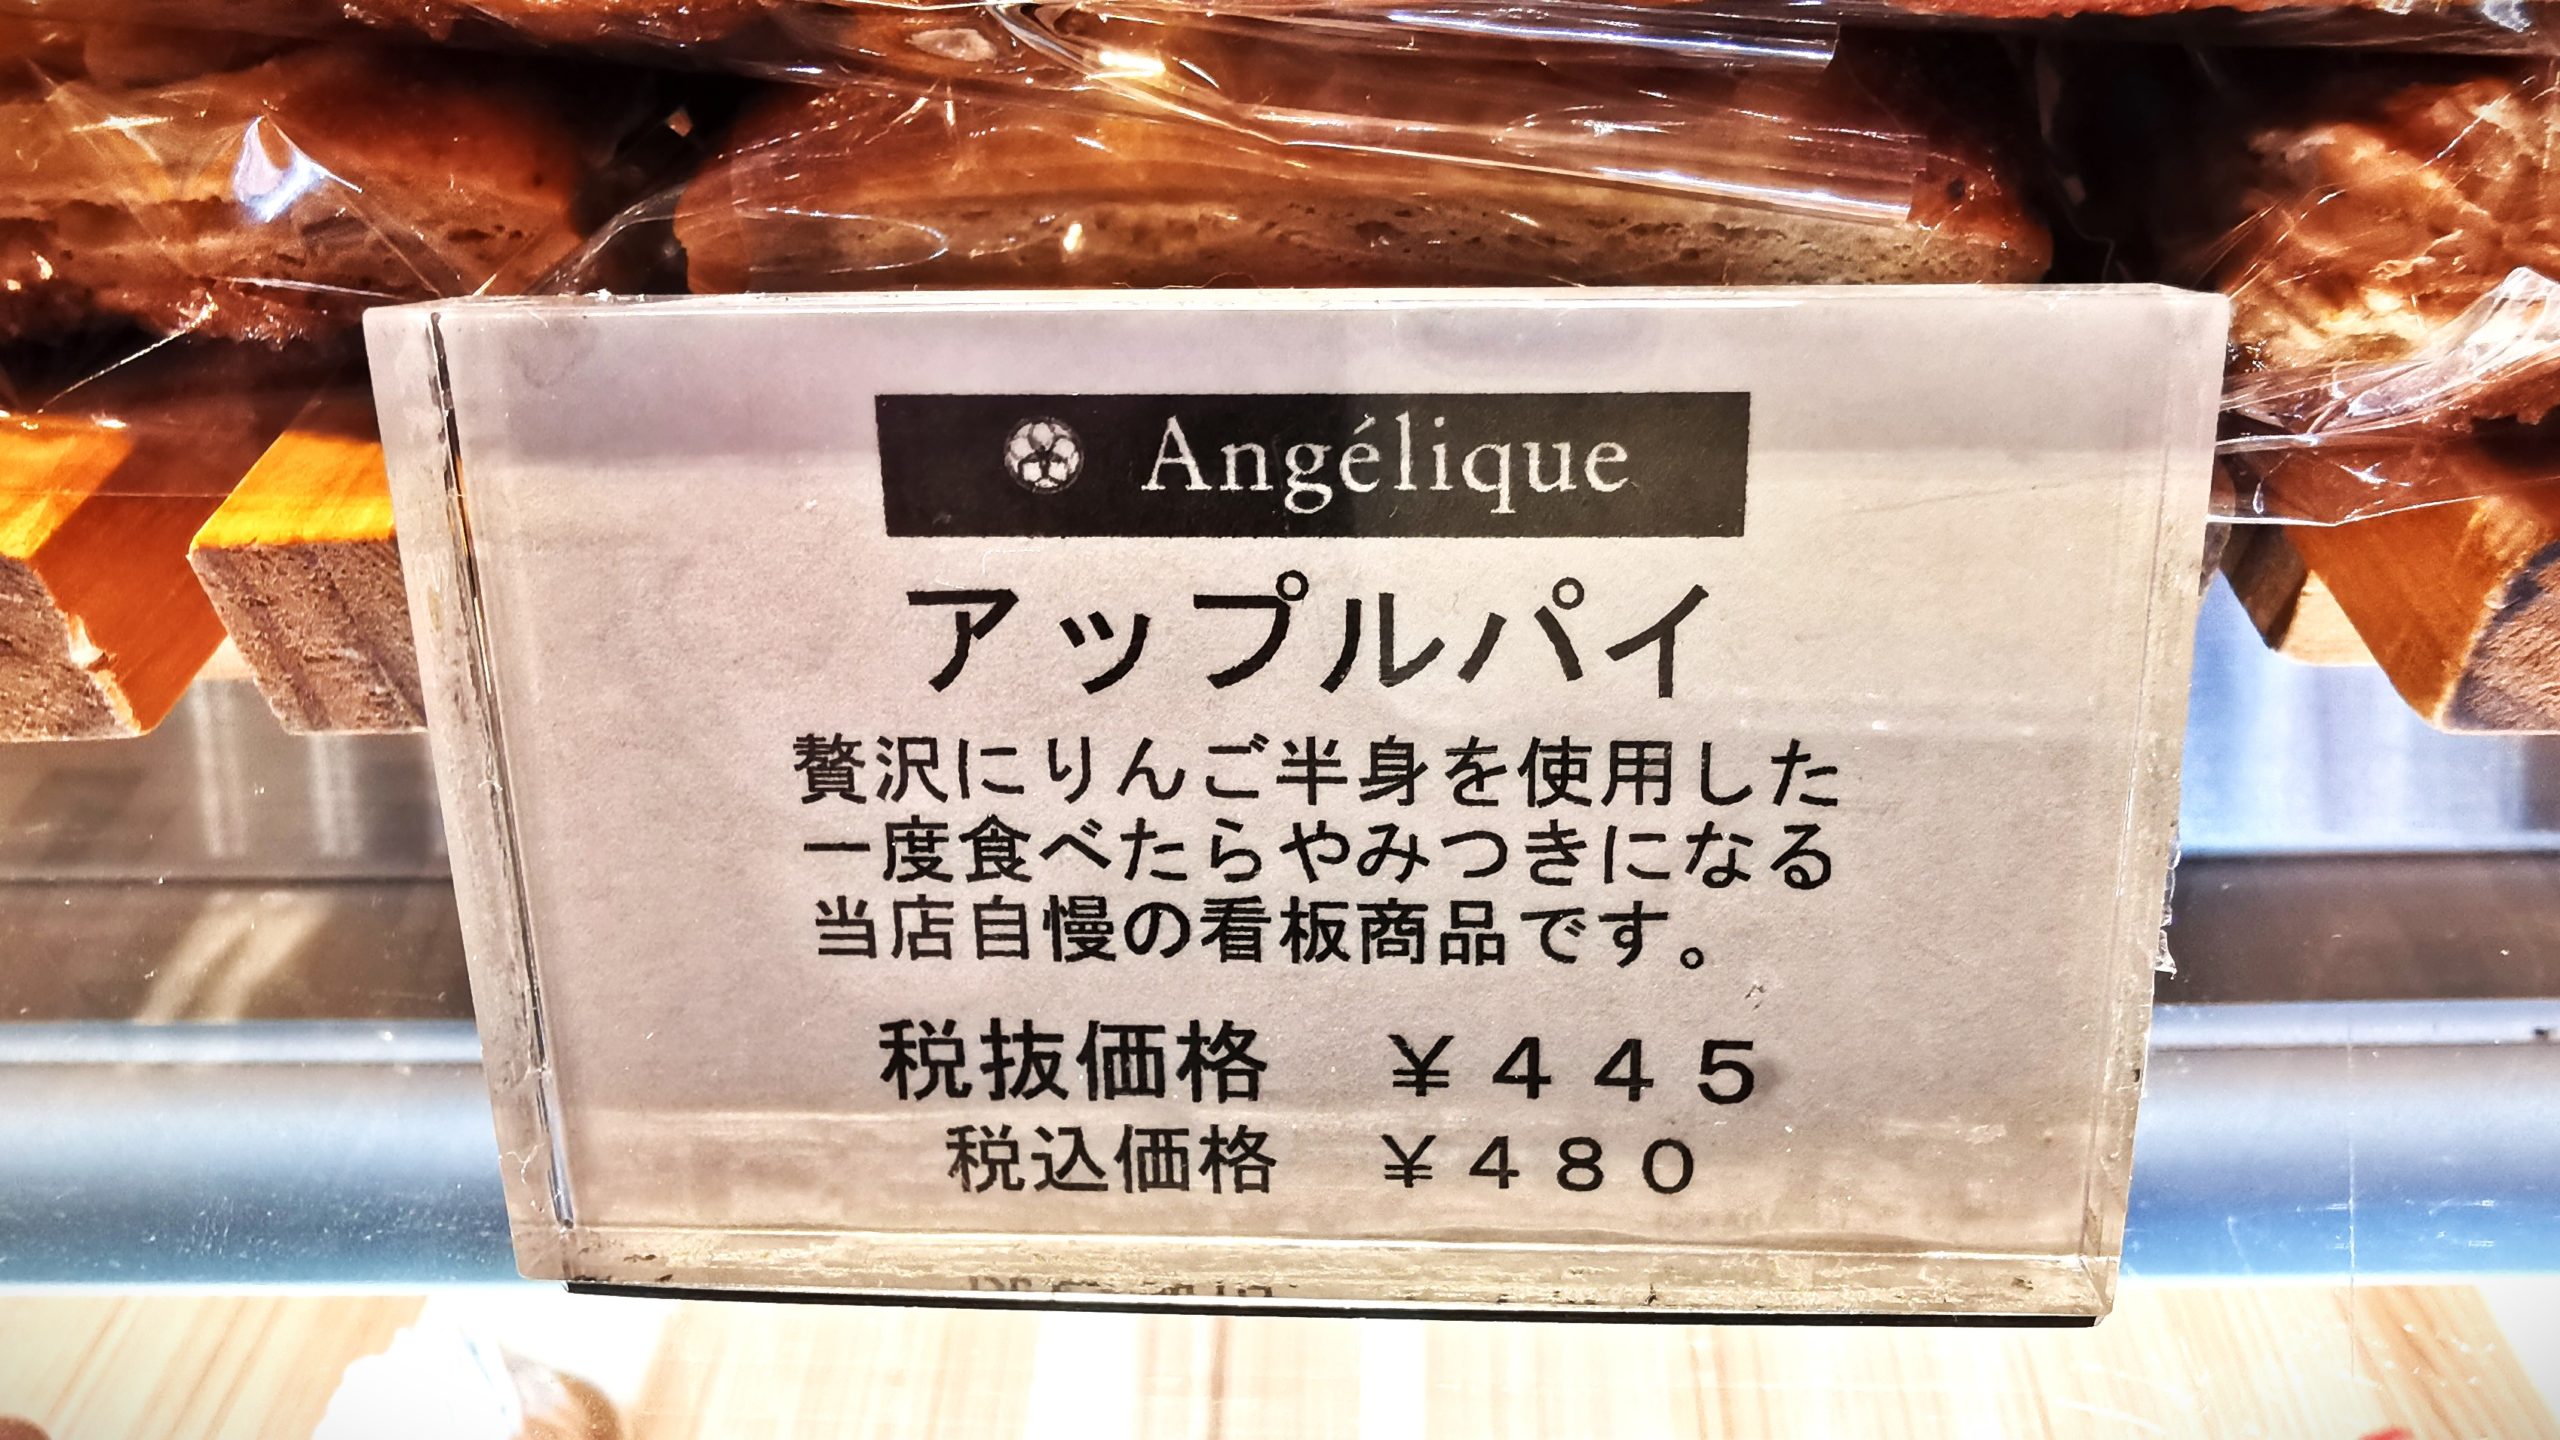 Angélique
アップルパイ
贅沢にりんご半身を使用した
一度食べたらやみつきになる
当店自慢の看板商品です。
税抜価格　￥４４５
税込価格　￥４８０